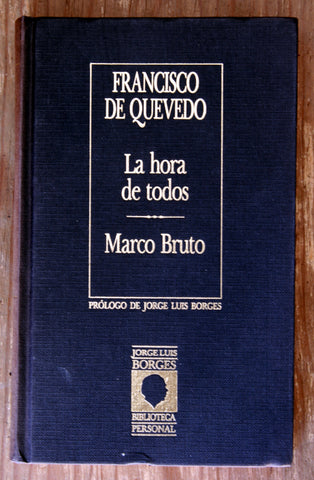 FRANCISCO
DE QUEVEDO
La hora
de todos
Marco Bruto
PRÓLOGO DE JORGE LUIS BORGES
JORGE LUIS
BORGES
BIBLIOTECA
PERSONAL